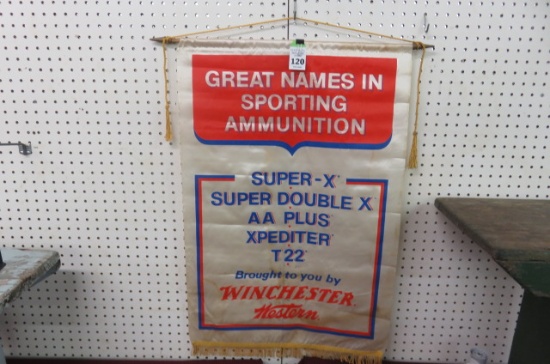 120
GREAT NAMES IN
SPORTING
AMMUNITION
SUPER-X
SUPER DOUBLE X
AA PLUS
XPEDITER
T22
Brought to you by
WINCHESTER
Western